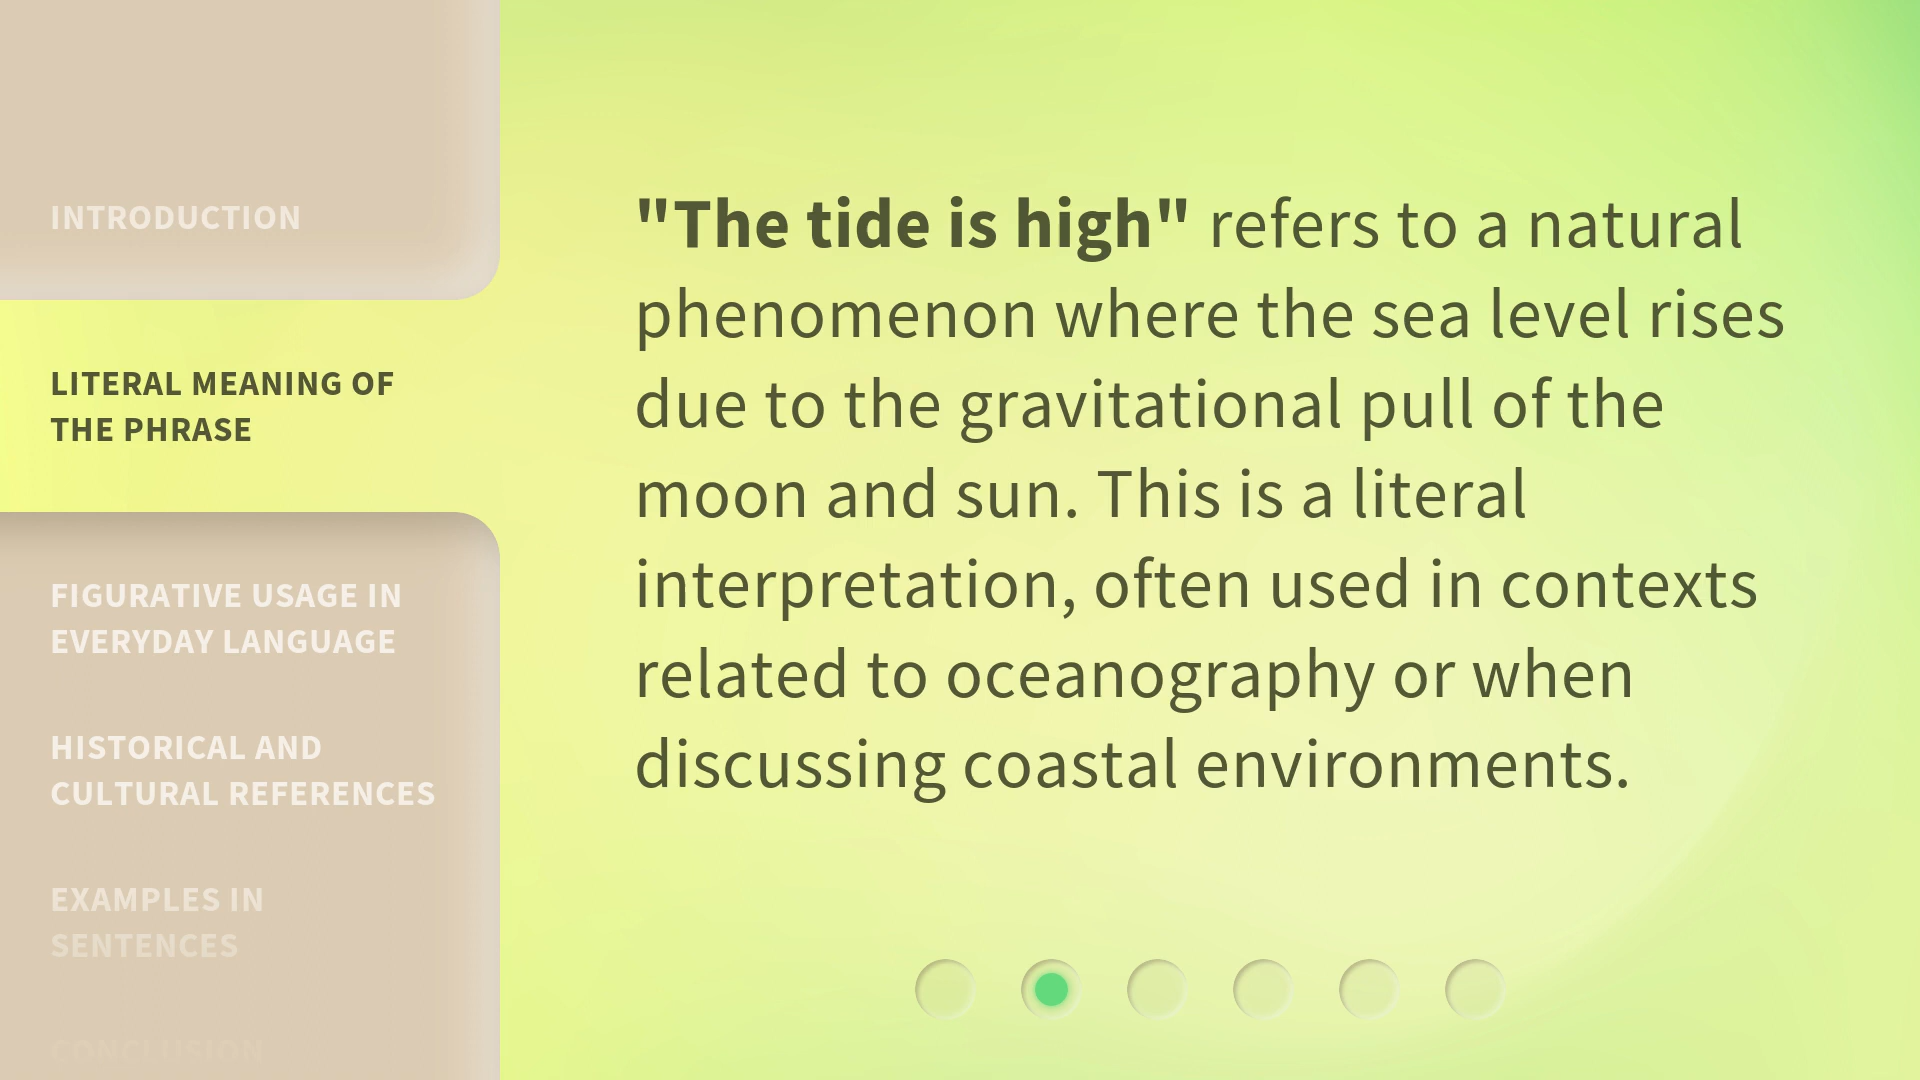 INTRODUCTION
LITERAL MEANING OF
THE PHRASE
FIGURATIVE USAGE IN
EVERYDAY LANGUAGE
HISTORICAL AND
CULTURAL REFERENCES
EXAMPLES IN
SENTENCES
CONCLUSION
"The tide is high" refers to a natural
phenomenon where the sea level rises
due to the gravitational pull of the
moon and sun. This is a literal
interpretation, often used in contexts
related to oceanography or when
discussing coastal environments.